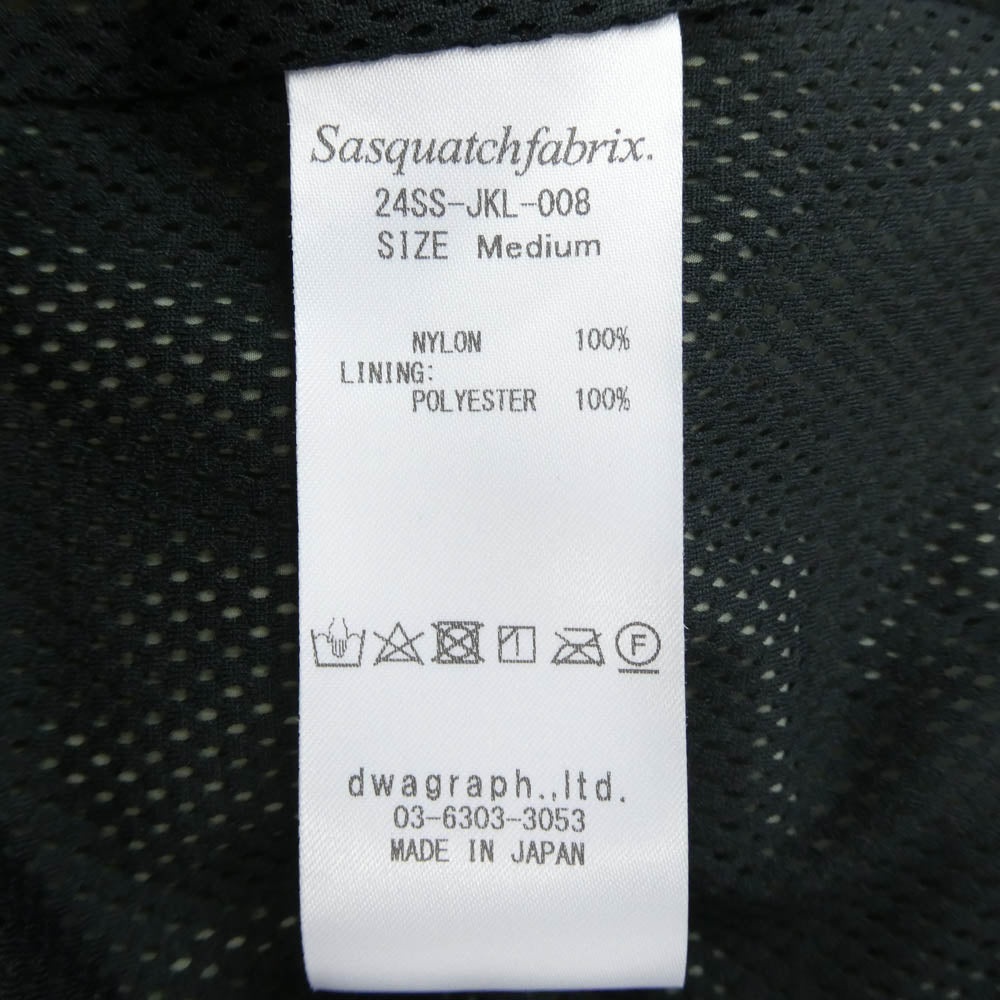 Sasquatchfabrix.
24SS-JKL-008
SIZE Medium
NYLON 100%
LINING:
POLYESTER 100%
F
dwagraph.,ltd.
03-6303-3053
MADE IN JAPAN